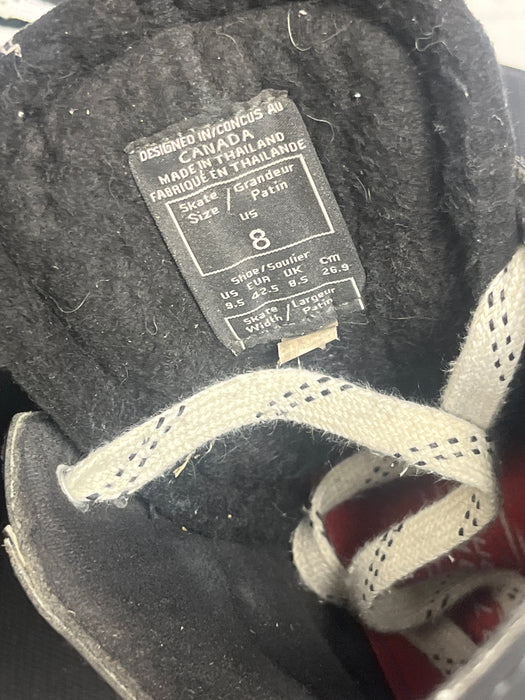 DESIGNED IN/CONCUS AU
CANADA
MADE IN THAILAND
FABRIQUÉ EN THAILANDE
Skate / Grandeur
Size / Patin
US
8
Shoe/Soulier
US EUR UK cm
9.5 42.5 8.5 26.9
Skate / Largeur
Width / Patin